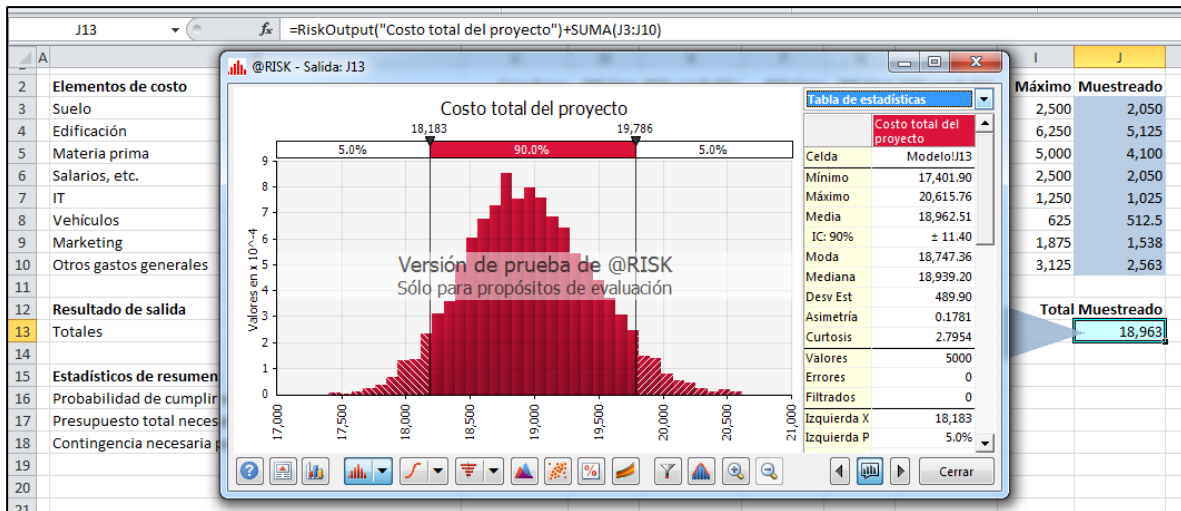 J13
fx
=RiskOutput("Costo total del proyecto")+SUMA(J3:J10)
A
I
J
2 Elementos de costo Máximo Muestreado
3 Suelo 2,500 2,050
4 Edificación 6,250 5,125
5 Materia prima 5,000 4,100
6 Salarios, etc. 2,500 2,050
7 IT 1,250 1,025
8 Vehículos 625 512.5
9 Marketing 1,875 1,538
10 Otros gastos generales 3,125 2,563
11
12 Resultado de salida Total Muestreado
13 Totales 18,963
14
15 Estadísticos de resumen
16 Probabilidad de cumplir
17 Presupuesto total neces
18 Contingencia necesaria p
19
20
21
@RISK - Salida: J13
Costo total del proyecto
18,183 19,786
5.0% 90.0% 5.0%
Valores en x 10^-4
9
8
7
6
5
4
3
2
1
0
17,000
17,500
18,000
18,500
19,000
19,500
20,000
20,500
21,000
Versión de prueba de @RISK
Sólo para propósitos de evaluación
Tabla de estadísticas
Costo total del
proyecto
Celda Modelo!J13
Mínimo 17,401.90
Máximo 20,615.76
Media 18,962.51
IC: 90% ± 11.40
Moda 18,747.36
Mediana 18,939.20
Desv Est 489.90
Asimetría 0.1781
Curtosis 2.7954
Valores 5000
Errores 0
Filtrados 0
Izquierda X 18,183
Izquierda P 5.0%
Cerrar